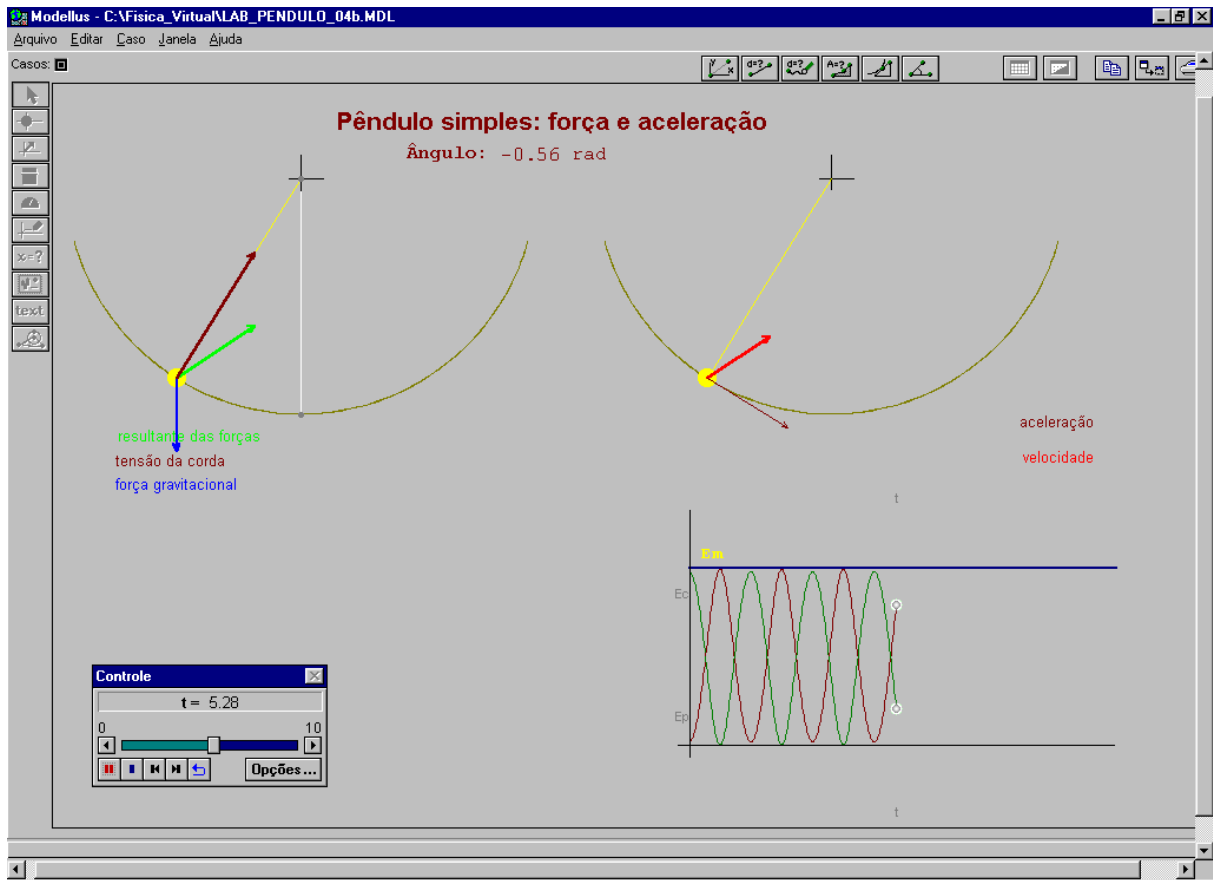 Modellus - C:\Fisica_Virtual\LAB_PENDULO_04b.MDL
Arquivo Editar Caso Janela Ajuda
Casos:
d=? d=? A=?
Pêndulo simples: força e aceleração
Ângulo: -0.56 rad
x=?
text
resultante das forças
tensão da corda
força gravitacional
aceleração
velocidade
t
Em
Ec
Ep
t
Controle
t = 5.28
0 10
Opções...